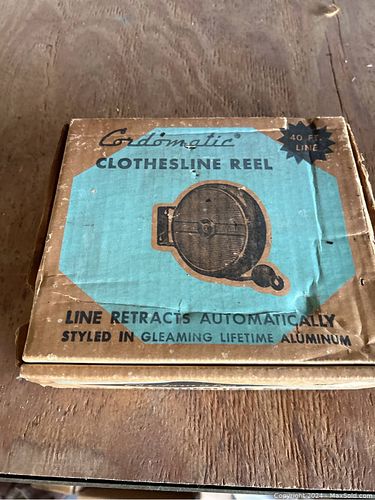 Cordomatic®
40 FT.
LINE
CLOTHESLINE REEL
LINE RETRACTS AUTOMATICALLY
STYLED IN GLEAMING LIFETIME ALUMINUM
Copyright 2024 - MaxSold.com